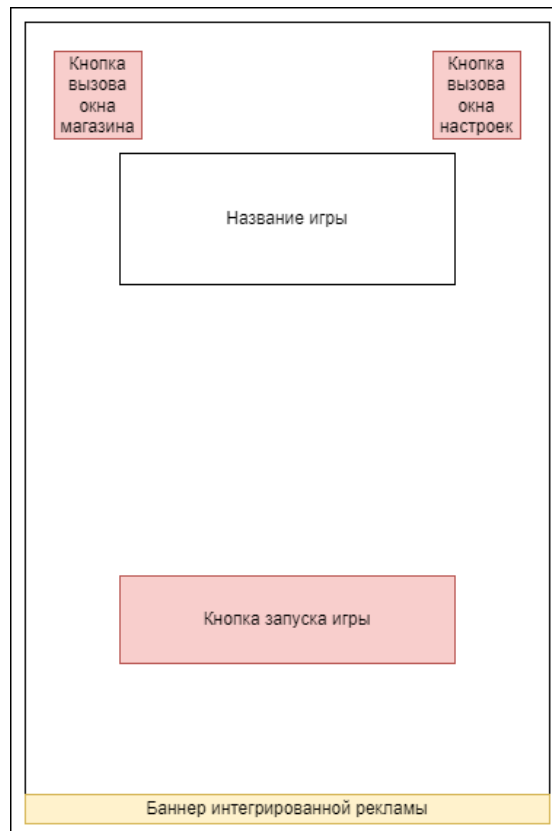 Кнопка
вызова
окна
магазина
Кнопка
вызова
окна
настроек
Название игры
Кнопка запуска игры
Баннер интегрированной рекламы